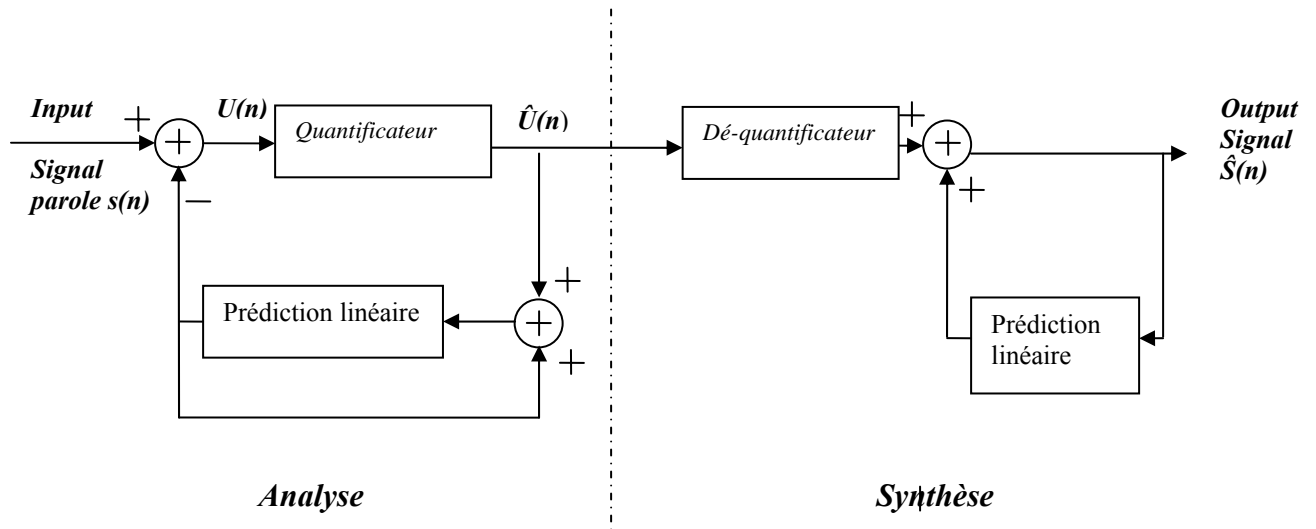 Input
Signal
parole s(n)
+
−
+
U(n)
Quantificateur
Û(n)
+
+
+
Prédiction linéaire
Analyse
Dé-quantificateur
+
+
+
Prédiction
linéaire
Output
Signal
Ŝ(n)
Synthèse